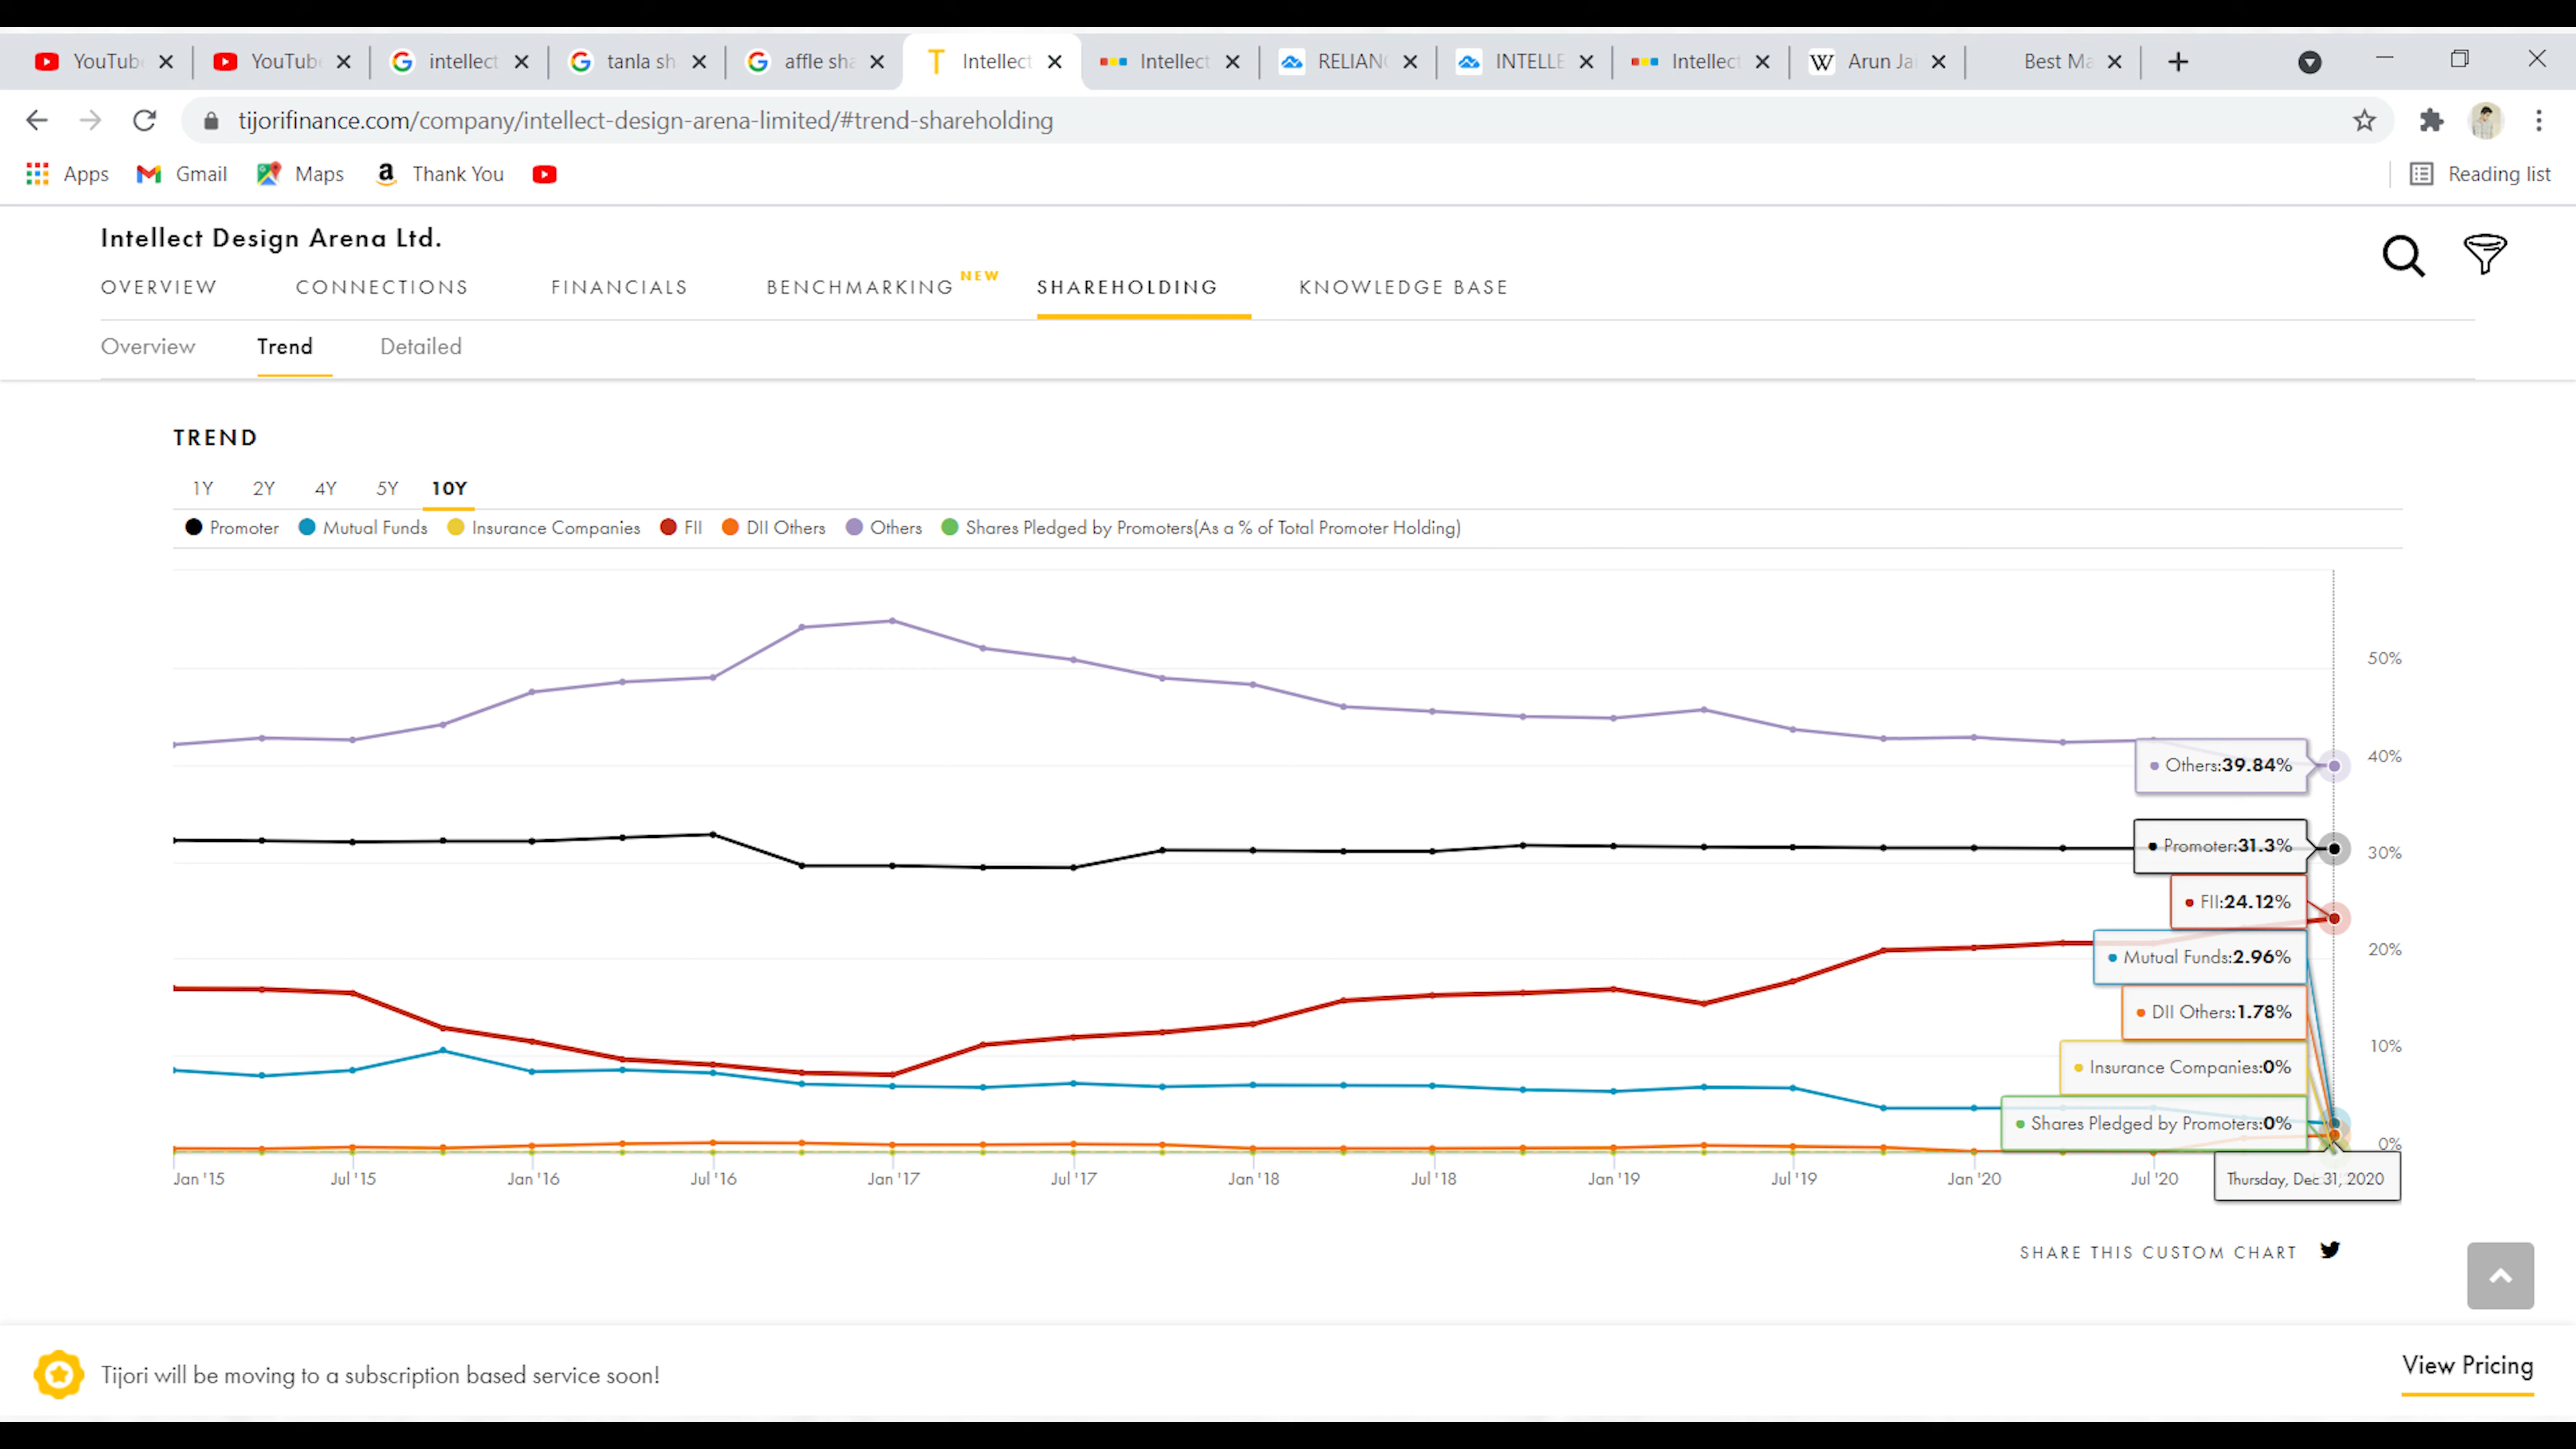 YouTube YouTube intellect tanla sh affle sha Intellect Intellect RELIANC INTELLE Intellect Arun Jai Best Ma
tijorifinance.com/company/intellect-design-arena-limited/#trend-shareholding
Apps Gmail Maps Thank You Reading list
Intellect Design Arena Ltd.
OVERVIEW CONNECTIONS FINANCIALS BENCHMARKING NEW SHAREHOLDING KNOWLEDGE BASE
Overview Trend Detailed
TREND
1Y 2Y 4Y 5Y 10Y
Promoter Mutual Funds Insurance Companies FII DII Others Others Shares Pledged by Promoters(As a % of Total Promoter Holding)
50%
40%
Others:39.84%
Promoter:31.3%
30%
FII:24.12%
20%
Mutual Funds:2.96%
DII Others:1.78%
10%
Insurance Companies:0%
Shares Pledged by Promoters:0%
0%
Jan '15 Jul '15 Jan '16 Jul '16 Jan '17 Jul '17 Jan '18 Jul '18 Jan '19 Jul '19 Jan '20 Jul '20 Thursday, Dec 31, 2020
SHARE THIS CUSTOM CHART
Tijori will be moving to a subscription based service soon!
View Pricing